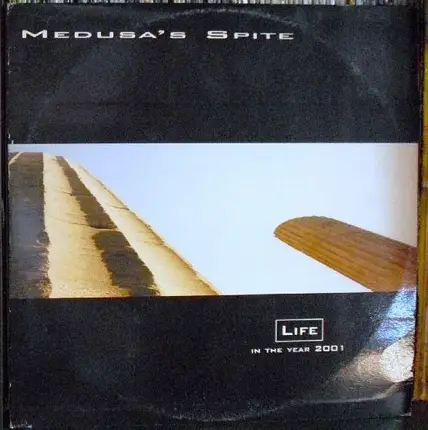 MEDUSA'S SPITE
LIFE
IN THE YEAR 2001